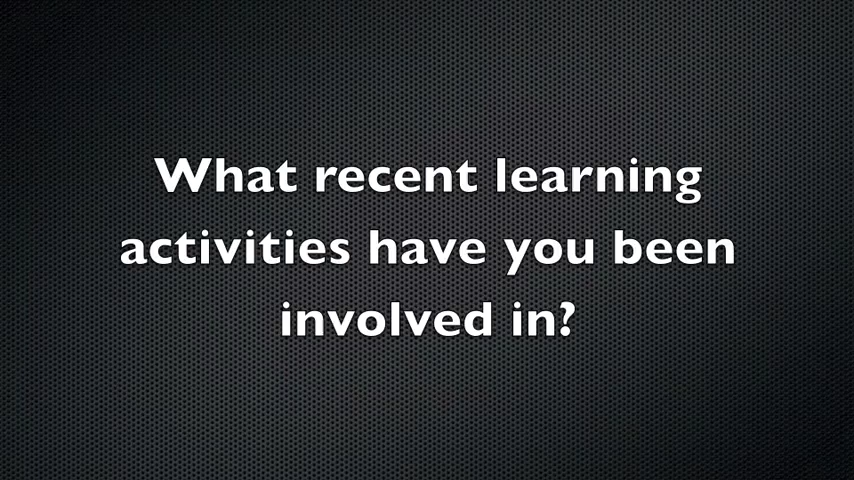 What recent learning
activities have you been
involved in?